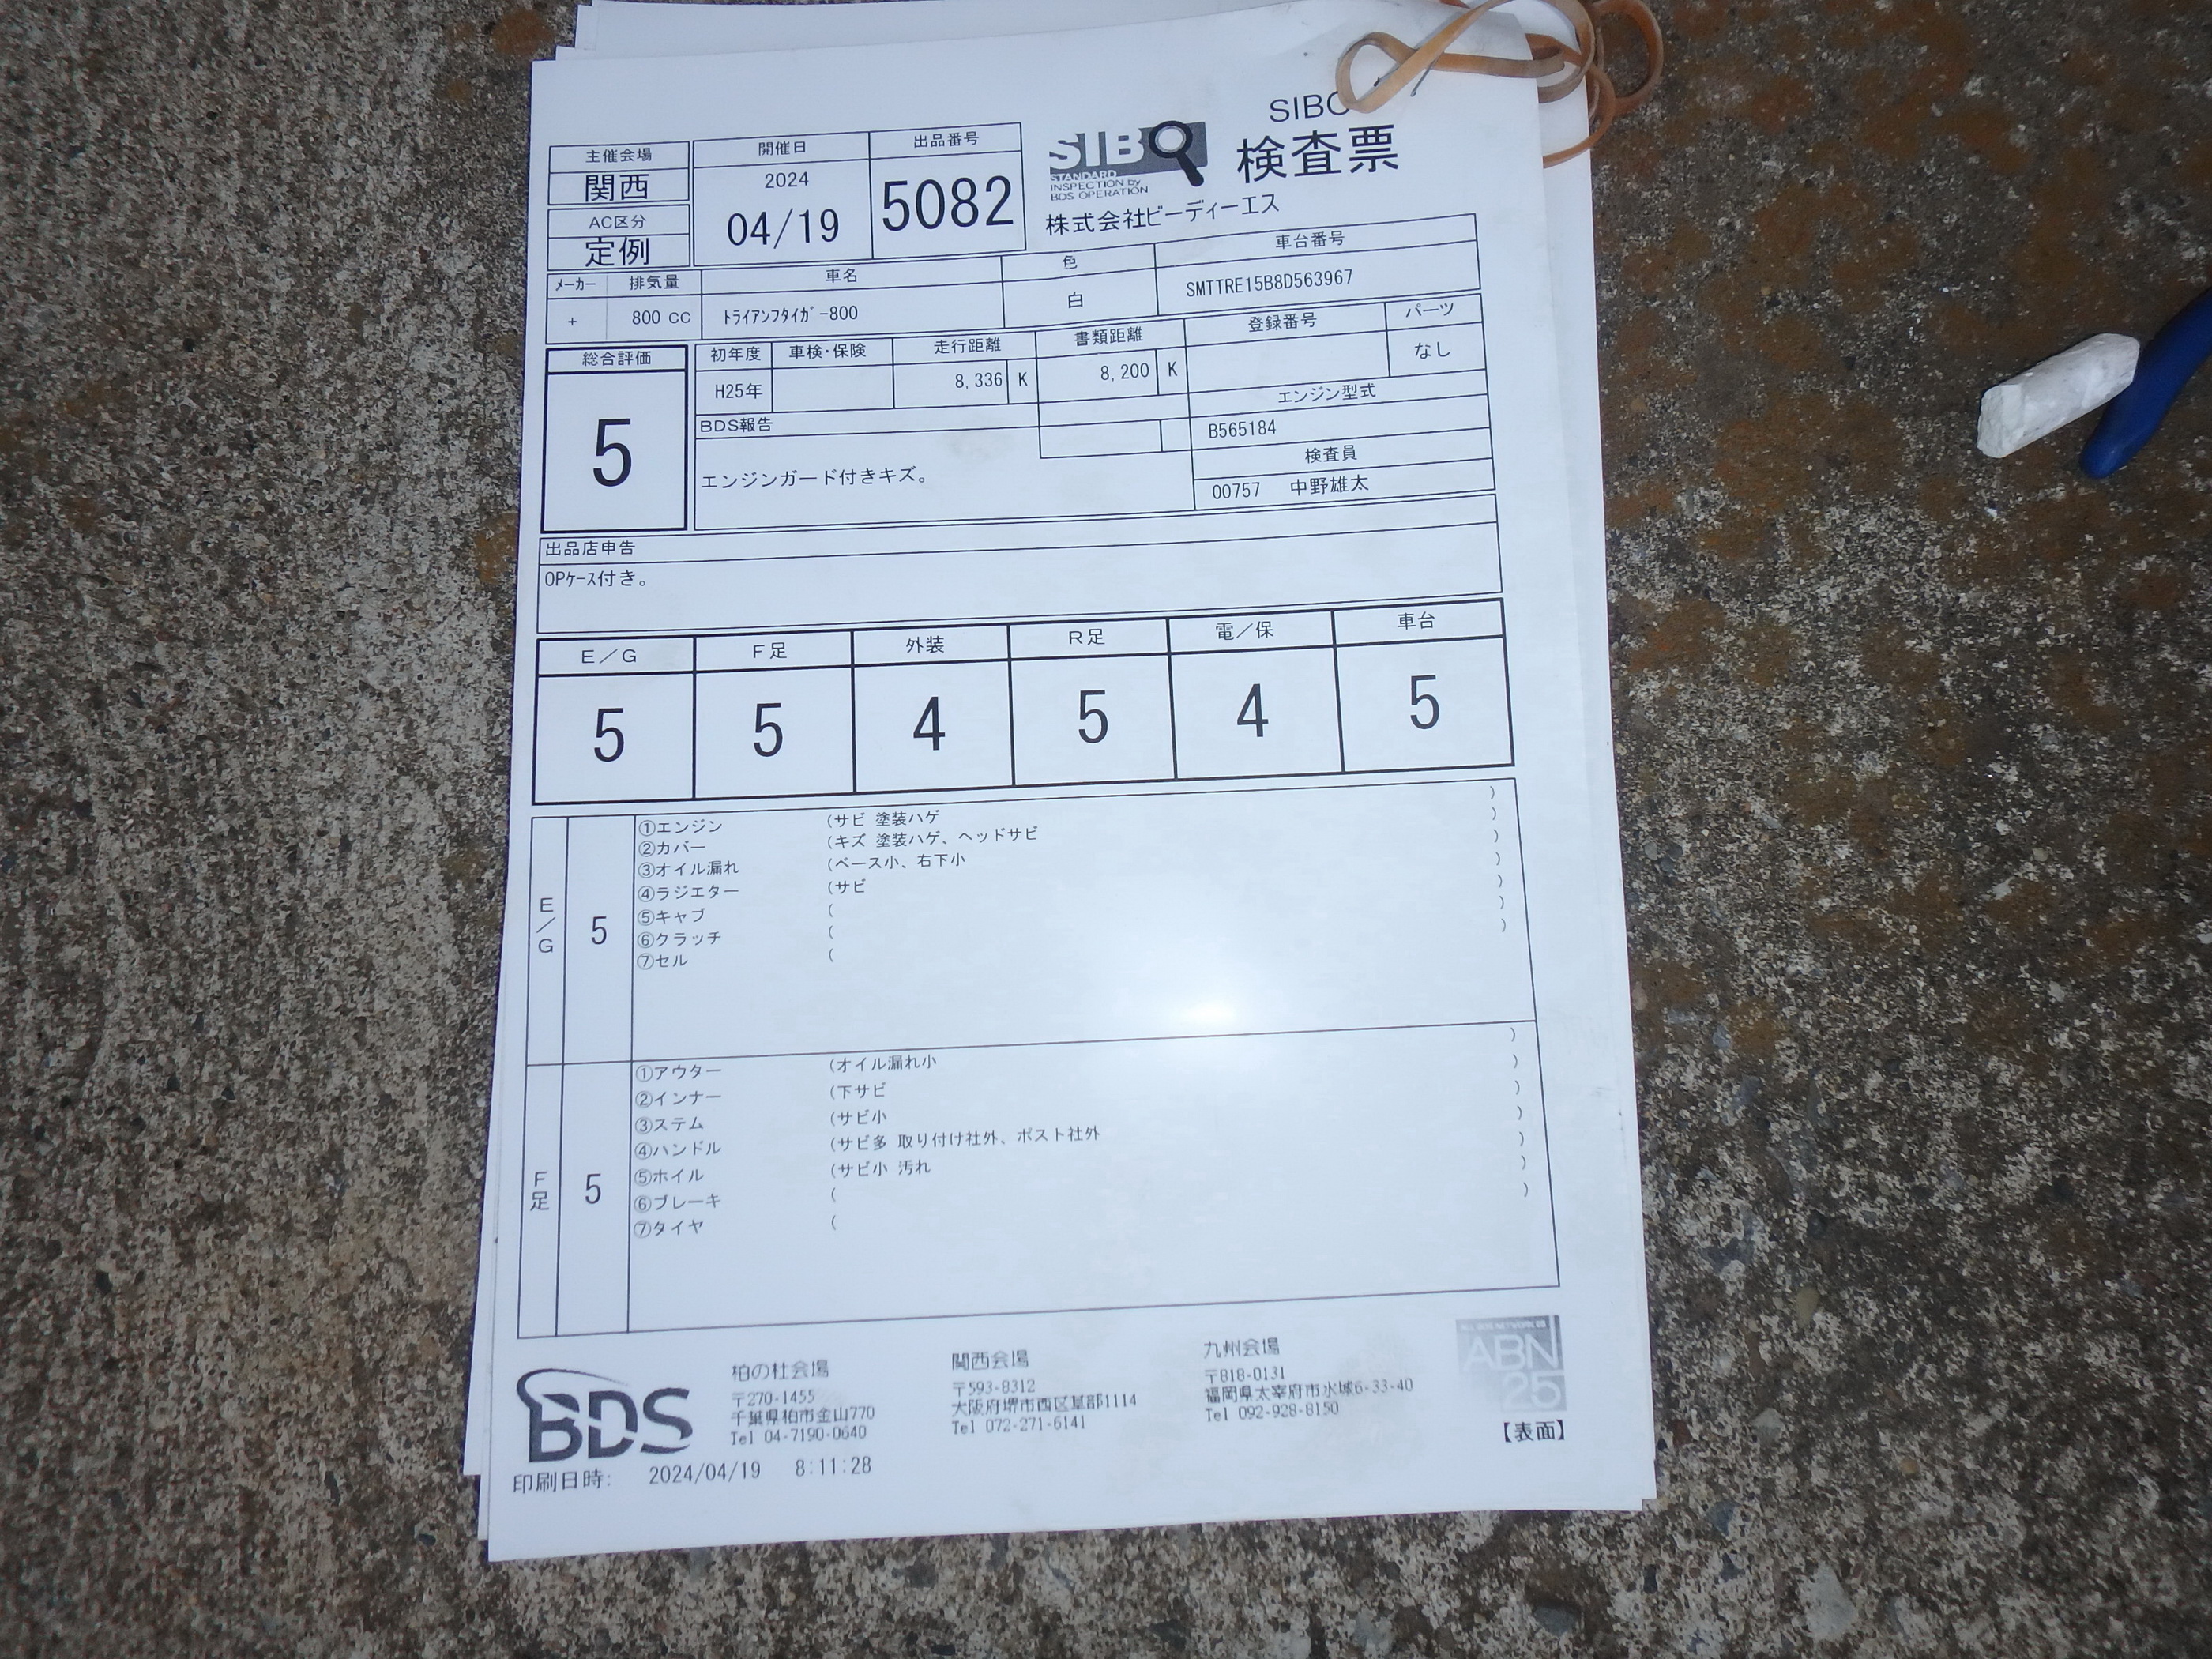 SIBO
主催会場
関西
AC区分
定例
開催日
2024
04/19
出品番号
5082
SIB
STANDARD
INSPECTION by
BDS OPERATION
検査票
株式会社ビーディーエス
メーカー 排気量 車名 色 車台番号
+ 800 CC ﾄﾗｲｱﾝﾌﾀｲｶﾞｰ800 白 SMTTRE15B8D563967
総合評価
5
初年度 車検・保険 走行距離 書類距離 登録番号 パーツ
H25年 8,336 K 8,200 K なし
BDS報告
エンジンガード付きキズ。
エンジン型式
B565184
検査員
00757 中野雄太
出品店申告
OPｹｰｽ付き。
E／G F足 外装 R足 電／保 車台
5 5 4 5 4 5
E／G 5
①エンジン (サビ 塗装ハゲ )
②カバー (キズ 塗装ハゲ、ヘッドサビ )
③オイル漏れ (ベース小、右下小 )
④ラジエター (サビ )
⑤キャブ ( )
⑥クラッチ ( )
⑦セル ( )
F足 5
①アウター (オイル漏れ小 )
②インナー (下サビ )
③ステム (サビ小 )
④ハンドル (サビ多 取り付け社外、ポスト社外 )
⑤ホイル (サビ小 汚れ )
⑥ブレーキ ( )
⑦タイヤ ( )
BDS
柏の杜会場
〒270-1455
千葉県柏市金山770
Tel 04-7190-0640
関西会場
〒593-8312
大阪府堺市西区草部1114
Tel 072-271-6141
九州会場
〒818-0131
福岡県太宰府市水城6-33-40
Tel 092-928-8150
ABN
25
【表面】
印刷日時: 2024/04/19 8:11:28